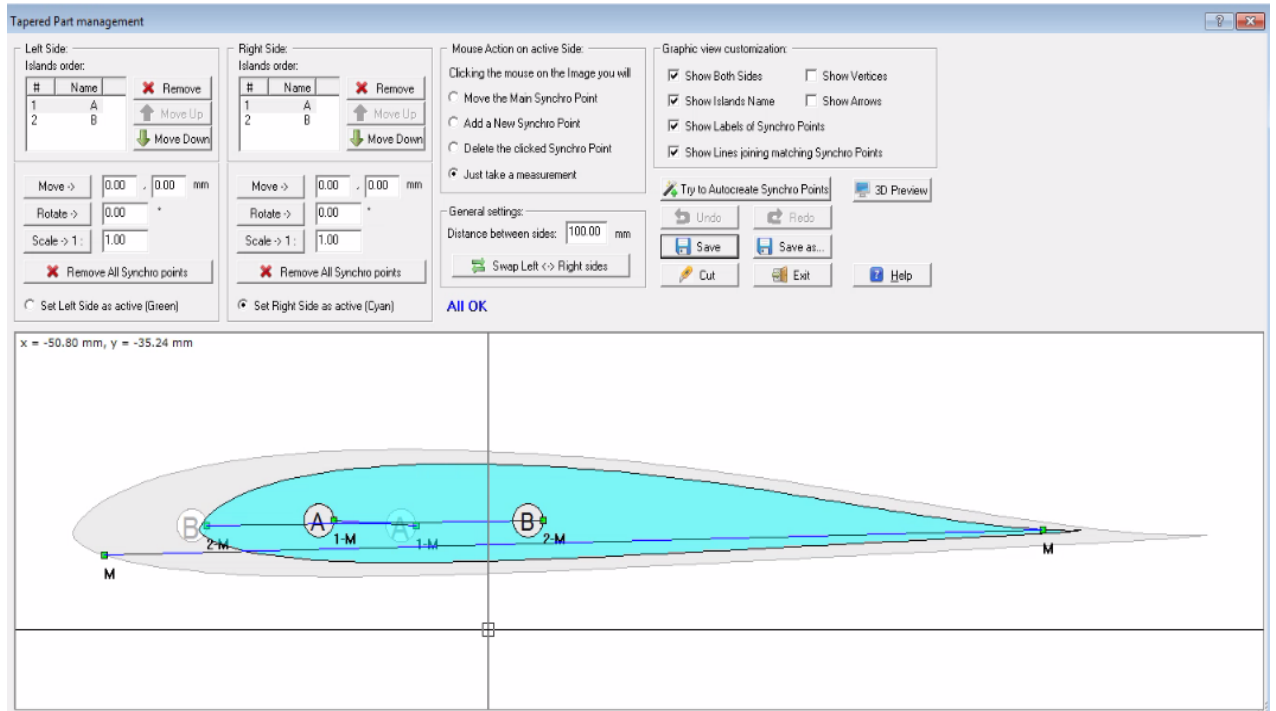 Tapered Part management
Left Side:
Islands order:
# Name
1 A
2 B
Remove
Move Up
Move Down
Move -> 0.00 , 0.00 mm
Rotate -> 0.00 °
Scale -> 1 : 1.00
Remove All Synchro points
Set Left Side as active (Green)
Right Side:
Islands order:
# Name
1 A
2 B
Remove
Move Up
Move Down
Move -> 0.00 , 0.00 mm
Rotate -> 0.00 °
Scale -> 1 : 1.00
Remove All Synchro points
Set Right Side as active (Cyan)
Mouse Action on active Side:
Clicking the mouse on the Image you will
Move the Main Synchro Point
Add a New Synchro Point
Delete the clicked Synchro Point
Just take a measurement
General settings:
Distance between sides: 100.00 mm
Swap Left <-> Right sides
All OK
Graphic view customization:
Show Both Sides Show Vertices
Show Islands Name Show Arrows
Show Labels of Synchro Points
Show Lines joining matching Synchro Points
Try to Autocreate Synchro Points 3D Preview
Undo Redo
Save Save as...
Cut Exit Help
x = -50.80 mm, y = -35.24 mm
B A A B
2-M 1-M 1-M 2-M
M M